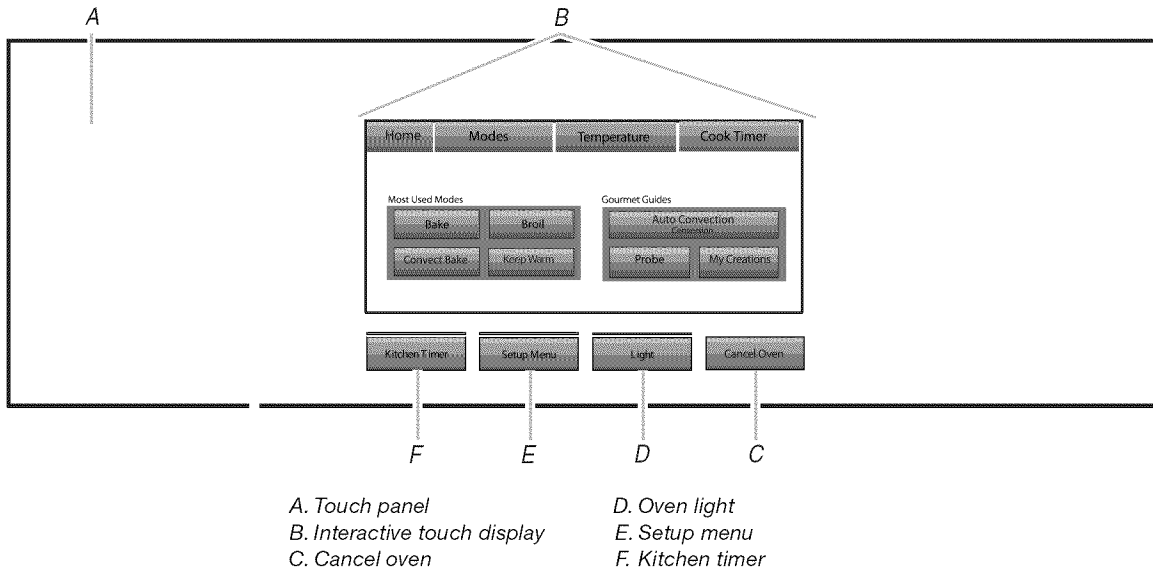 A B
Home Modes Temperature Cook Timer
Most Used Modes Gourmet Guides
Bake Broil Auto Convection
Conversion
Convect Bake Keep Warm Probe My Creations
Kitchen Timer Setup Menu Light Cancel Oven
F E D C
A. Touch panel D. Oven light
B. Interactive touch display E. Setup menu
C. Cancel oven F. Kitchen timer